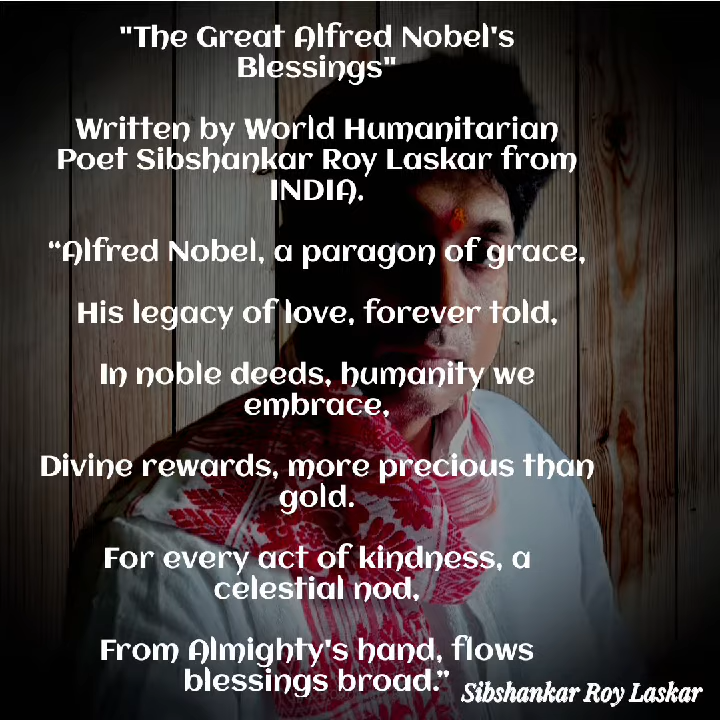 "The Great Alfred Nobel's
Blessings"
Written by World Humanitarian
Poet Sibshankar Roy Laskar from
INDIA.
“Alfred Nobel, a paragon of grace,
His legacy of love, forever told,
In noble deeds, humanity we
embrace,
Divine rewards, more precious than
gold.
For every act of kindness, a
celestial nod,
From Almighty's hand, flows
blessings broad.”
Sibshankar Roy Laskar